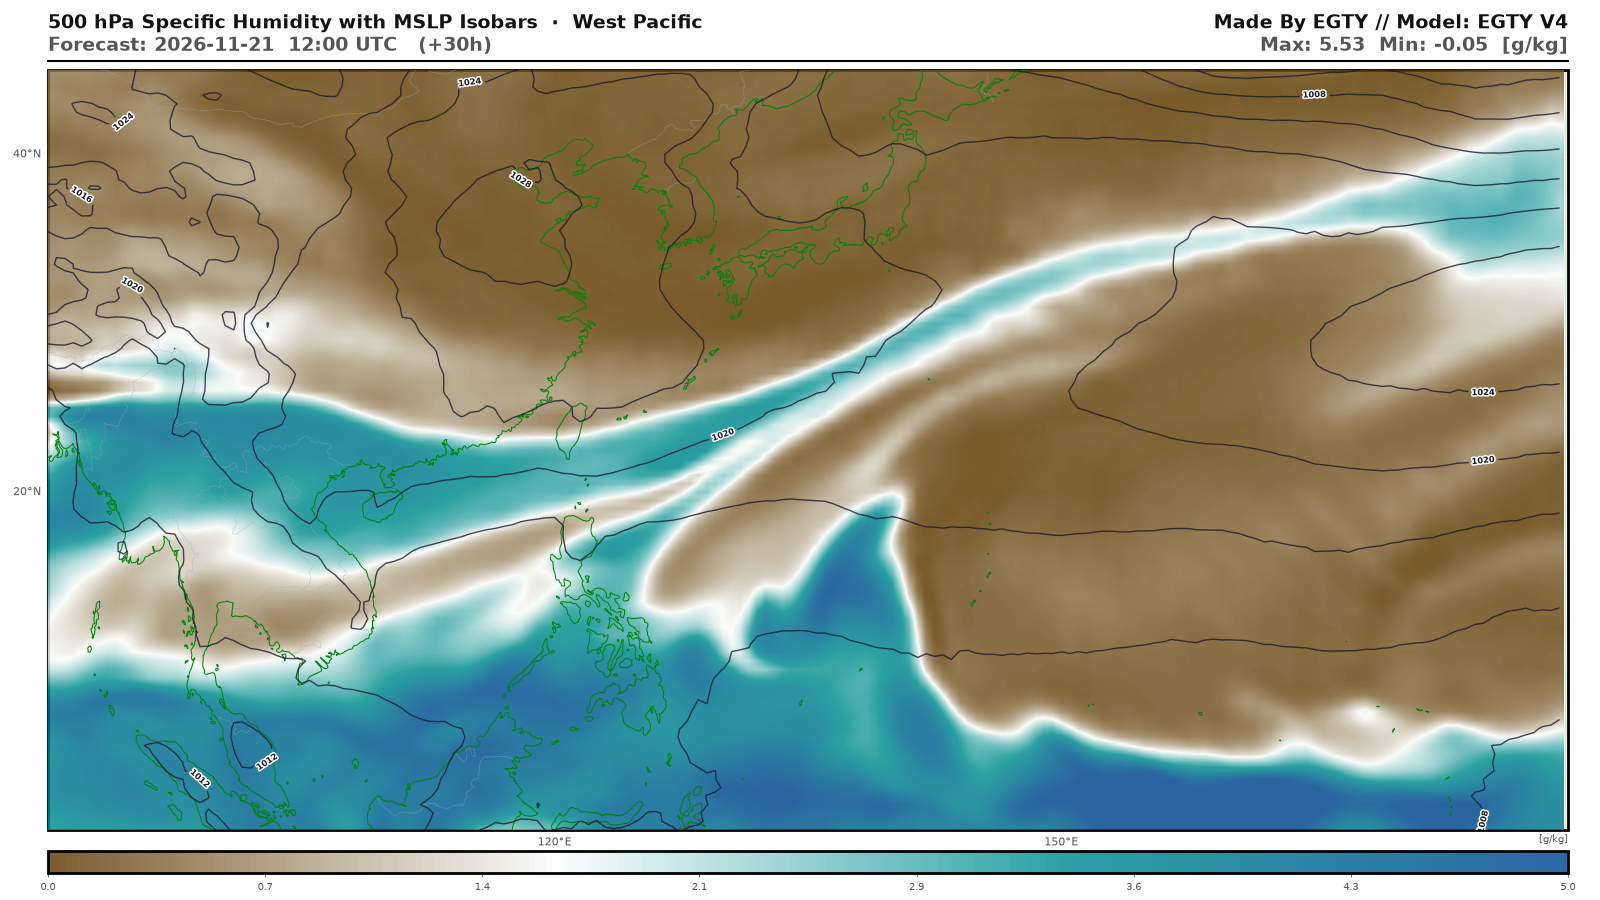 500 hPa Specific Humidity with MSLP Isobars · West Pacific
Made By EGTY // Model: EGTY V4
Forecast: 2026-11-21 12:00 UTC (+30h)
Max: 5.53 Min: -0.05 [g/kg]
1024
1008
1024
40°N
1028
1016
1020
1024
1020
1020
20°N
1012
1012
1008
120°E
150°E
[g/kg]
0.0
0.7
1.4
2.1
2.9
3.6
4.3
5.0